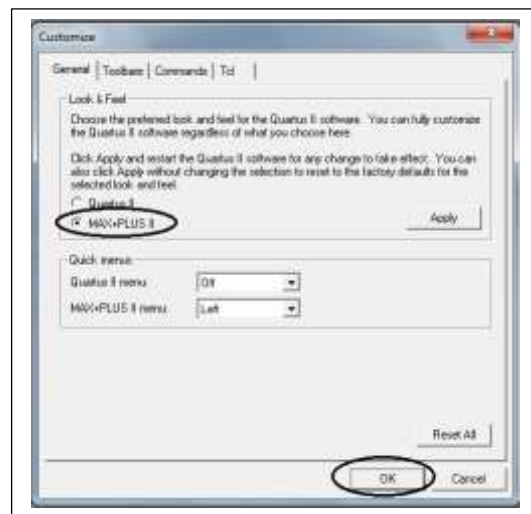 Customize
General | Toolbars | Commands | Tcl |
Look & Feel
Choose the preferred look and feel for the Quartus II software. You can fully customize
the Quartus II software regardless of what you choose here.
Click Apply and restart the Quartus II software for any change to take effect. You can
also click Apply without changing the selection to reset to the factory defaults for the
selected look and feel.
Quartus II
MAX+PLUS II
Apply
Quick menus
Quartus II menu: Off
MAX+PLUS II menu: Left
Reset All
OK Cancel